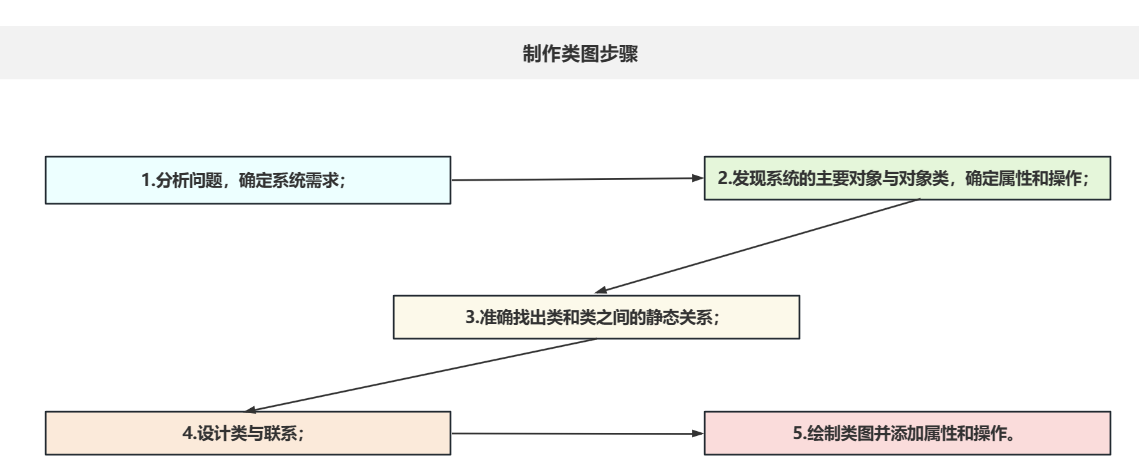 制作类图步骤
1.分析问题，确定系统需求；
2.发现系统的主要对象与对象类，确定属性和操作；
3.准确找出类和类之间的静态关系；
4.设计类与联系；
5.绘制类图并添加属性和操作。